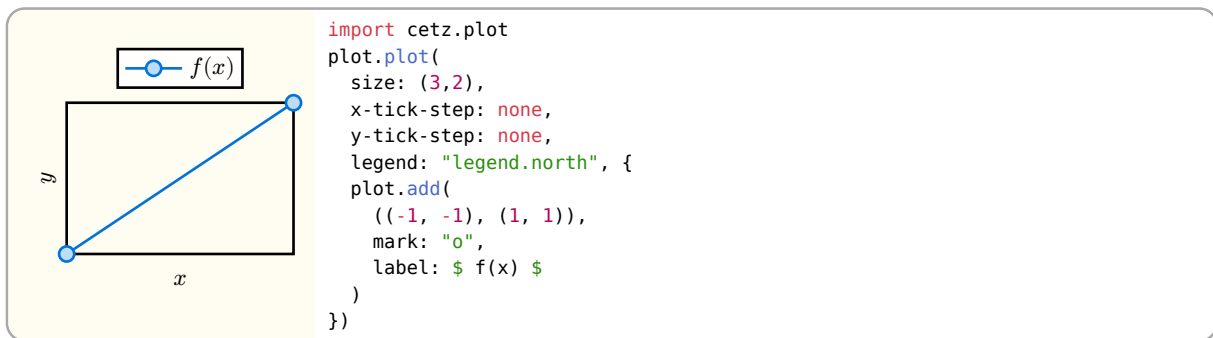 f(x)
y
x
import cetz.plot
plot.plot(
  size: (3,2),
  x-tick-step: none,
  y-tick-step: none,
  legend: "legend.north", {
  plot.add(
    ((-1, -1), (1, 1)),
    mark: "o",
    label: $ f(x) $
  )
})